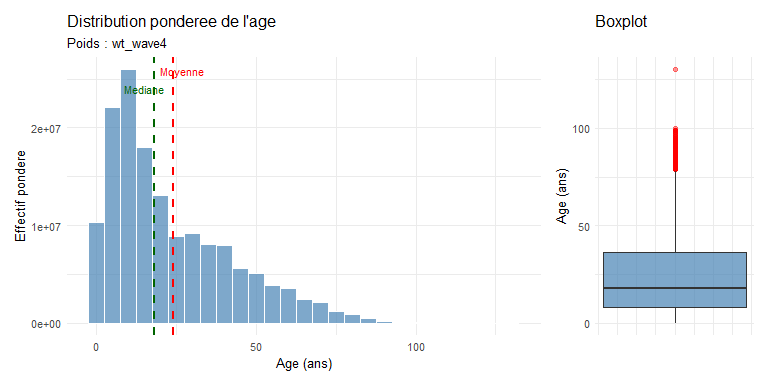 Distribution ponderee de l'age
Poids : wt_wave4
Moyenne
Mediane
2e+07
1e+07
0e+00
Effectif pondere
0
50
100
Age (ans)
Boxplot
100
50
0
Age (ans)